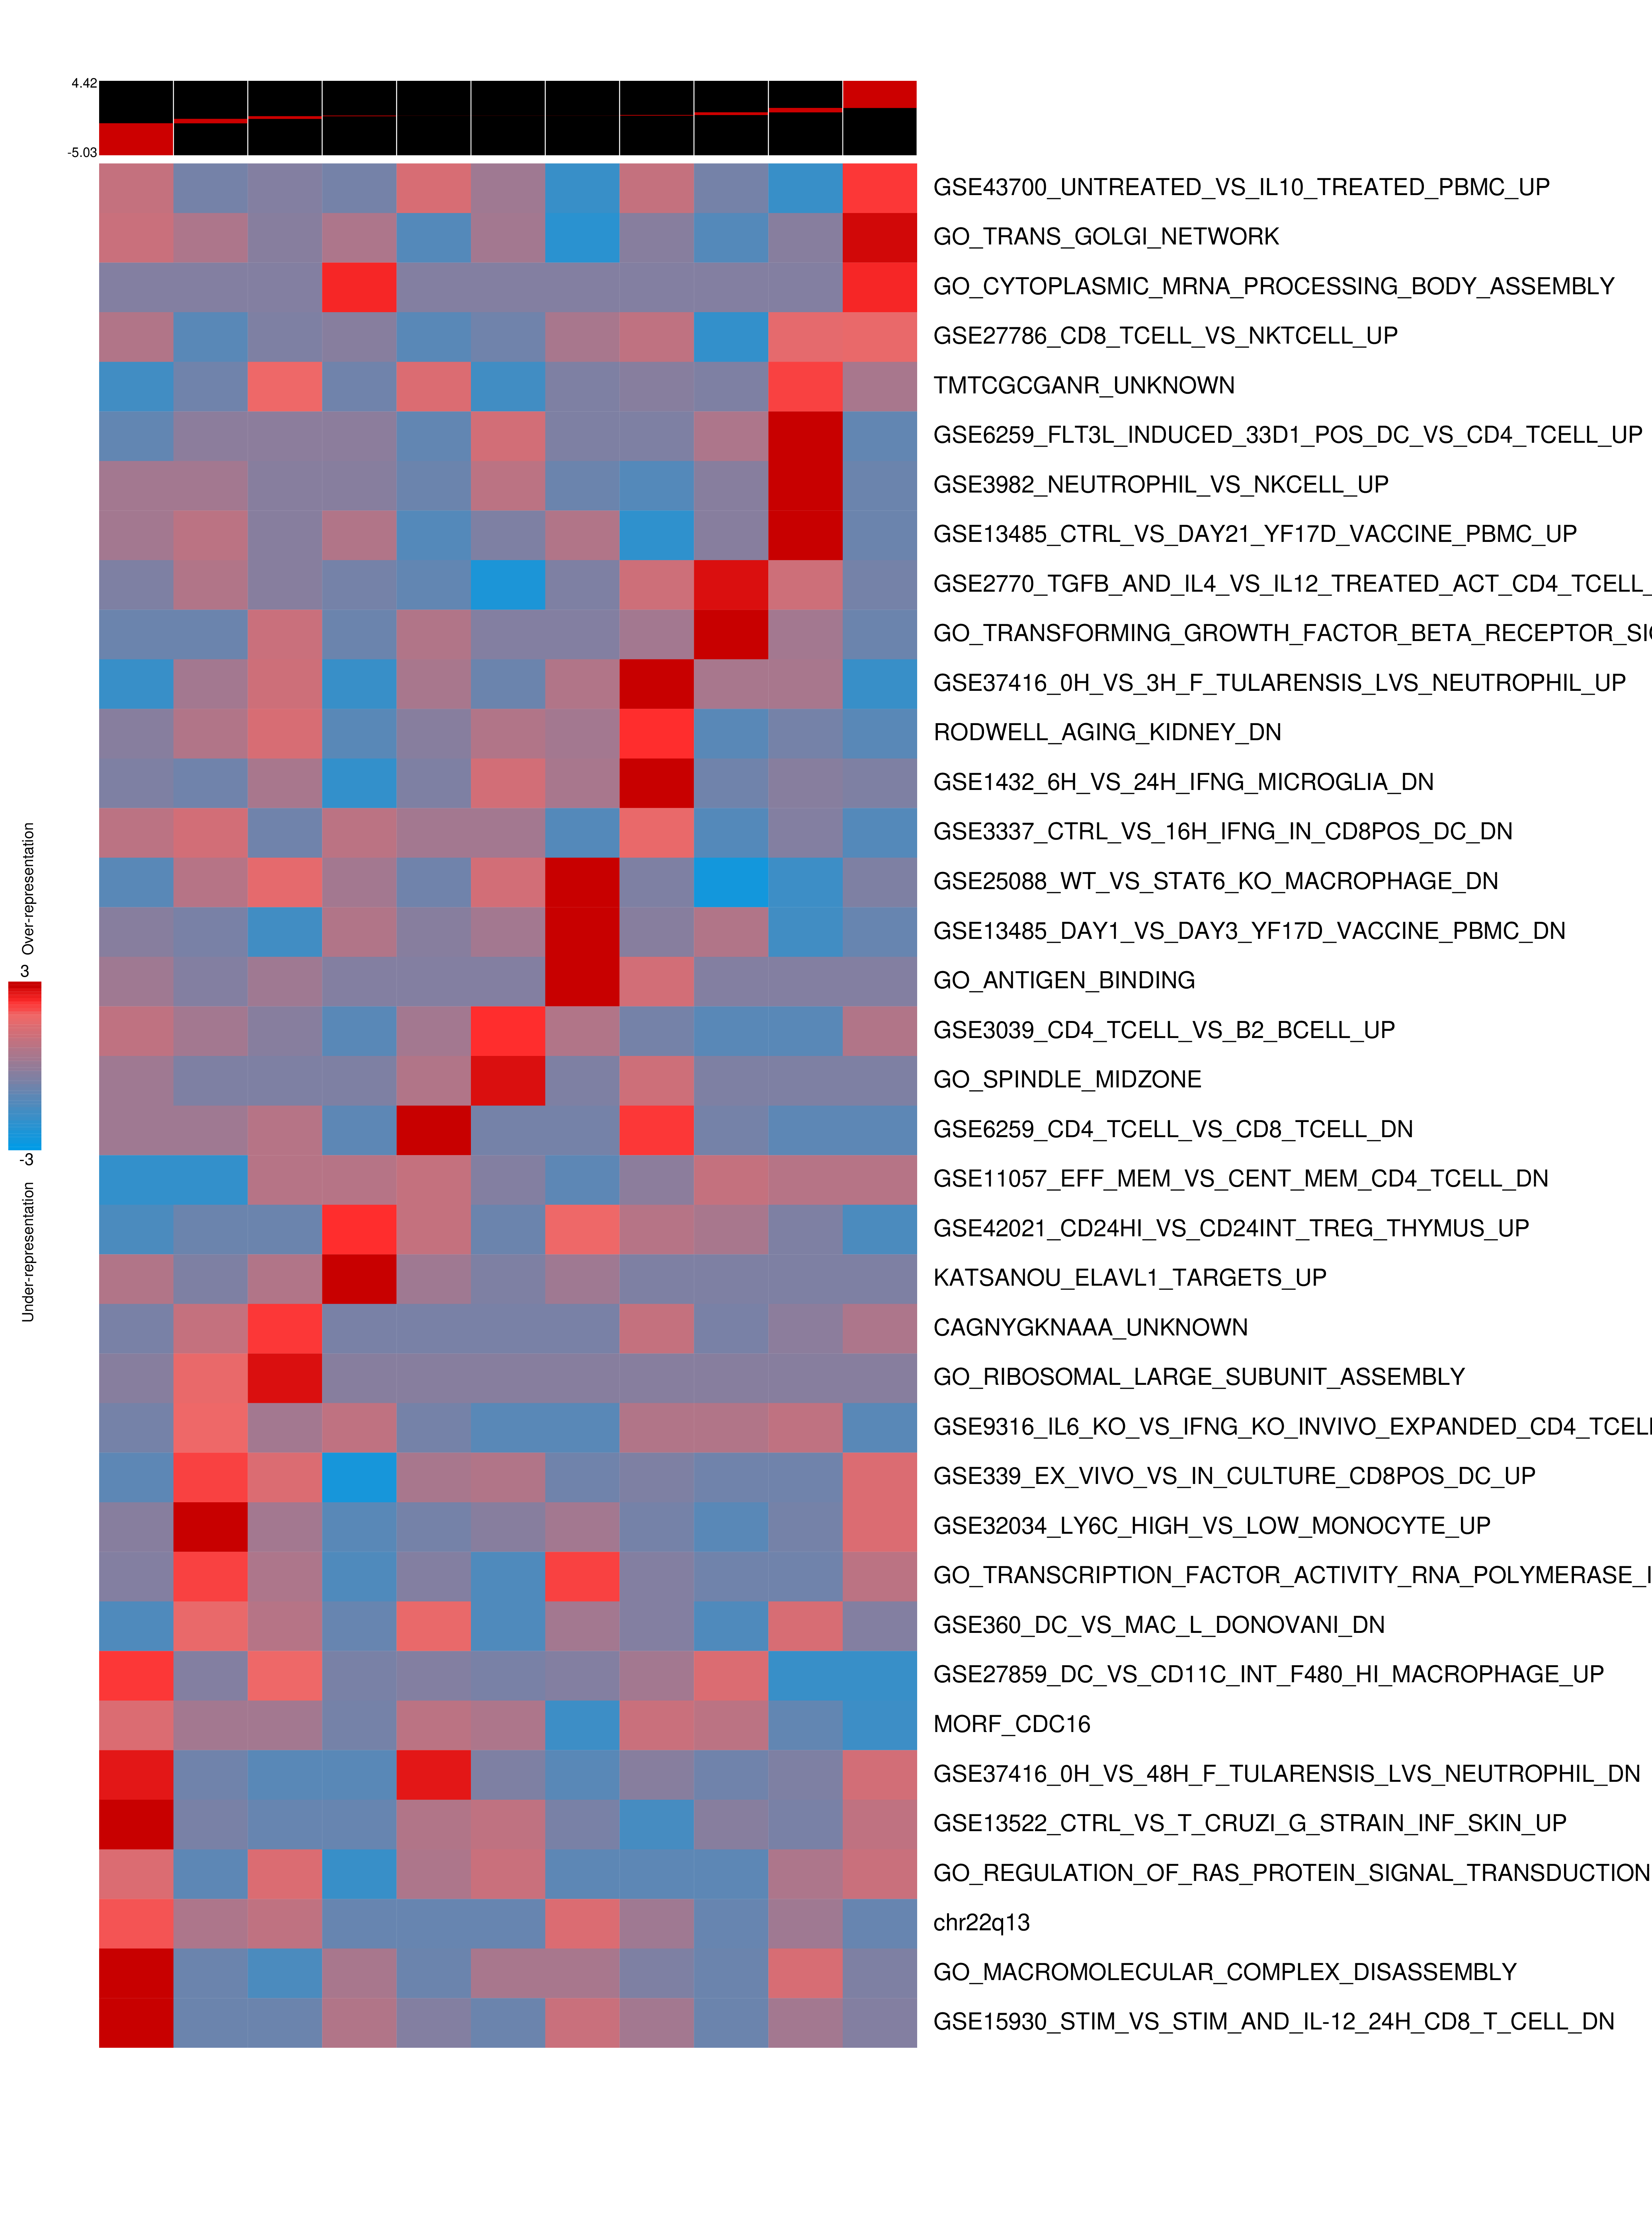 4.42
-5.03
GSE43700_UNTREATED_VS_IL10_TREATED_PBMC_UP
GO_TRANS_GOLGI_NETWORK
GO_CYTOPLASMIC_MRNA_PROCESSING_BODY_ASSEMBLY
GSE27786_CD8_TCELL_VS_NKTCELL_UP
TMTCGCGANR_UNKNOWN
GSE6259_FLT3L_INDUCED_33D1_POS_DC_VS_CD4_TCELL_UP
GSE3982_NEUTROPHIL_VS_NKCELL_UP
GSE13485_CTRL_VS_DAY21_YF17D_VACCINE_PBMC_UP
GSE2770_TGFB_AND_IL4_VS_IL12_TREATED_ACT_CD4_TCELL_
GO_TRANSFORMING_GROWTH_FACTOR_BETA_RECEPTOR_SI
GSE37416_0H_VS_3H_F_TULARENSIS_LVS_NEUTROPHIL_UP
RODWELL_AGING_KIDNEY_DN
GSE1432_6H_VS_24H_IFNG_MICROGLIA_DN
GSE3337_CTRL_VS_16H_IFNG_IN_CD8POS_DC_DN
GSE25088_WT_VS_STAT6_KO_MACROPHAGE_DN
GSE13485_DAY1_VS_DAY3_YF17D_VACCINE_PBMC_DN
GO_ANTIGEN_BINDING
GSE3039_CD4_TCELL_VS_B2_BCELL_UP
GO_SPINDLE_MIDZONE
GSE6259_CD4_TCELL_VS_CD8_TCELL_DN
GSE11057_EFF_MEM_VS_CENT_MEM_CD4_TCELL_DN
GSE42021_CD24HI_VS_CD24INT_TREG_THYMUS_UP
KATSANOU_ELAVL1_TARGETS_UP
CAGNYGKNAAA_UNKNOWN
GO_RIBOSOMAL_LARGE_SUBUNIT_ASSEMBLY
GSE9316_IL6_KO_VS_IFNG_KO_INVIVO_EXPANDED_CD4_TCEL
GSE339_EX_VIVO_VS_IN_CULTURE_CD8POS_DC_UP
GSE32034_LY6C_HIGH_VS_LOW_MONOCYTE_UP
GO_TRANSCRIPTION_FACTOR_ACTIVITY_RNA_POLYMERASE_I
GSE360_DC_VS_MAC_L_DONOVANI_DN
GSE27859_DC_VS_CD11C_INT_F480_HI_MACROPHAGE_UP
MORF_CDC16
GSE37416_0H_VS_48H_F_TULARENSIS_LVS_NEUTROPHIL_DN
GSE13522_CTRL_VS_T_CRUZI_G_STRAIN_INF_SKIN_UP
GO_REGULATION_OF_RAS_PROTEIN_SIGNAL_TRANSDUCTION
chr22q13
GO_MACROMOLECULAR_COMPLEX_DISASSEMBLY
GSE15930_STIM_VS_STIM_AND_IL-12_24H_CD8_T_CELL_DN
Over-representation
3
-3
Under-representation